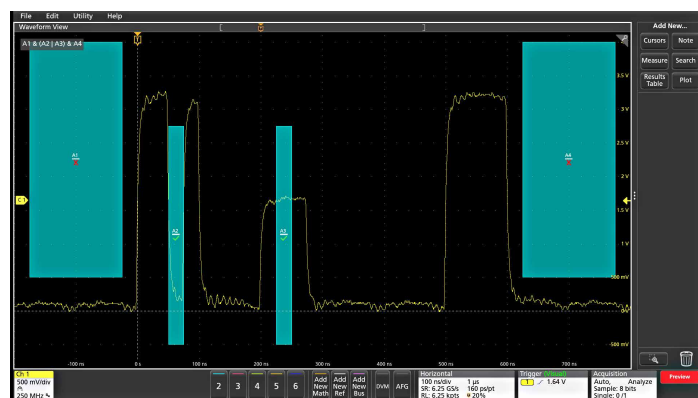 File Edit Utility Help
Waveform View
A1 & (A2 | A3) & A4
T
A1
A2
A3
A4
C1
3.5 V
3 V
2.5 V
2 V
1.5 V
1 V
500 mV
0 V
-500 mV
-100 ns 0 s 100 ns 200 ns 300 ns 400 ns 500 ns 600 ns 700 ns
Add New...
Cursors Note
Measure Search
Results Table Plot
Ch 1
500 mV/div
250 MHz
2 3 4 5 6
Add New Math
Add New Ref
Add New Bus
DVM AFG
Horizontal
100 ns/div 1 µs
SR: 6.25 GS/s 160 ps/pt
RL: 6.25 kpts 20%
Trigger (Visual)
1 1.64 V
Acquisition
Auto, Analyze
Sample: 8 bits
Single: 0 /1
Preview